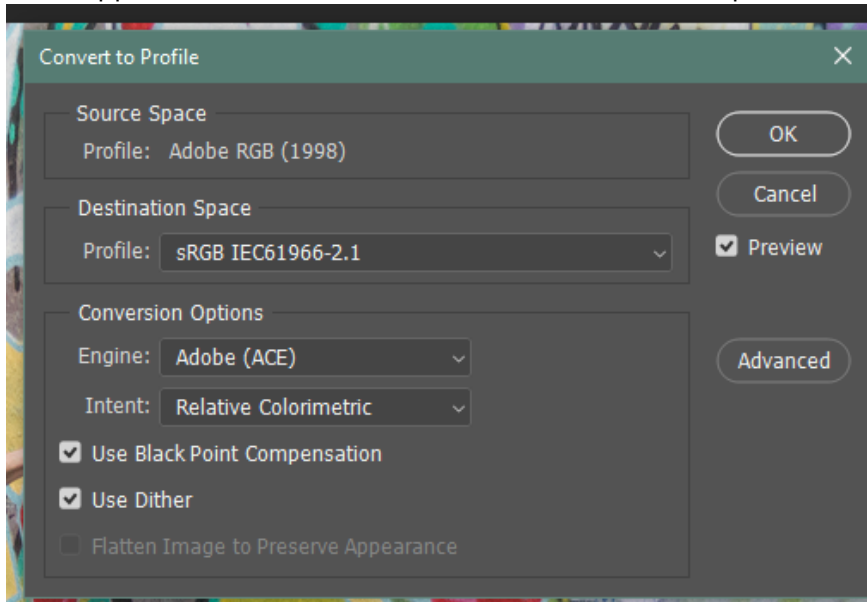 Convert to Profile
Source Space
Profile: Adobe RGB (1998)
OK
Cancel
Destination Space
Profile: sRGB IEC61966-2.1
Preview
Conversion Options
Engine: Adobe (ACE)
Advanced
Intent: Relative Colorimetric
Use Black Point Compensation
Use Dither
Flatten Image to Preserve Appearance